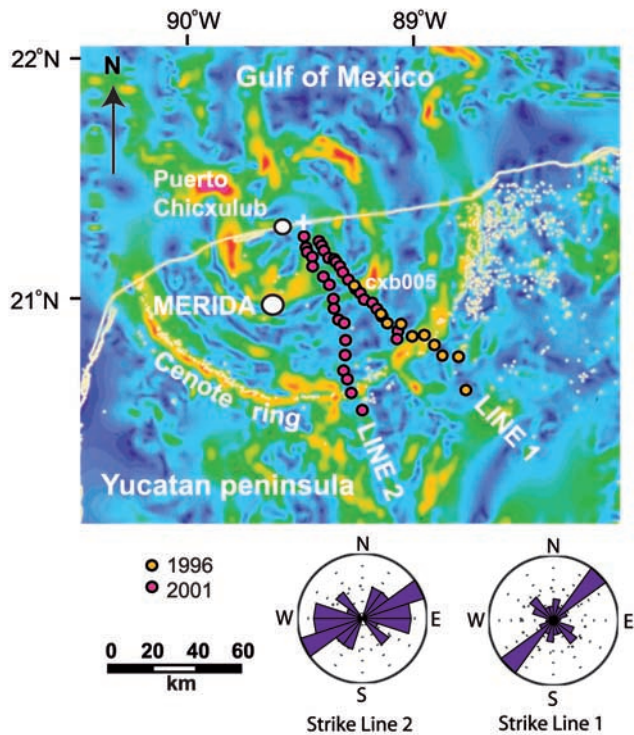 90°W 89°W
22°N
N
Gulf of Mexico
Puerto
Chicxulub
cxb005
21°N
MERIDA
Cenote ring
LINE 1
LINE 2
Yucatan peninsula
1996
2001
0 20 40 60
km
N
W E
S
Strike Line 2
N
W E
S
Strike Line 1